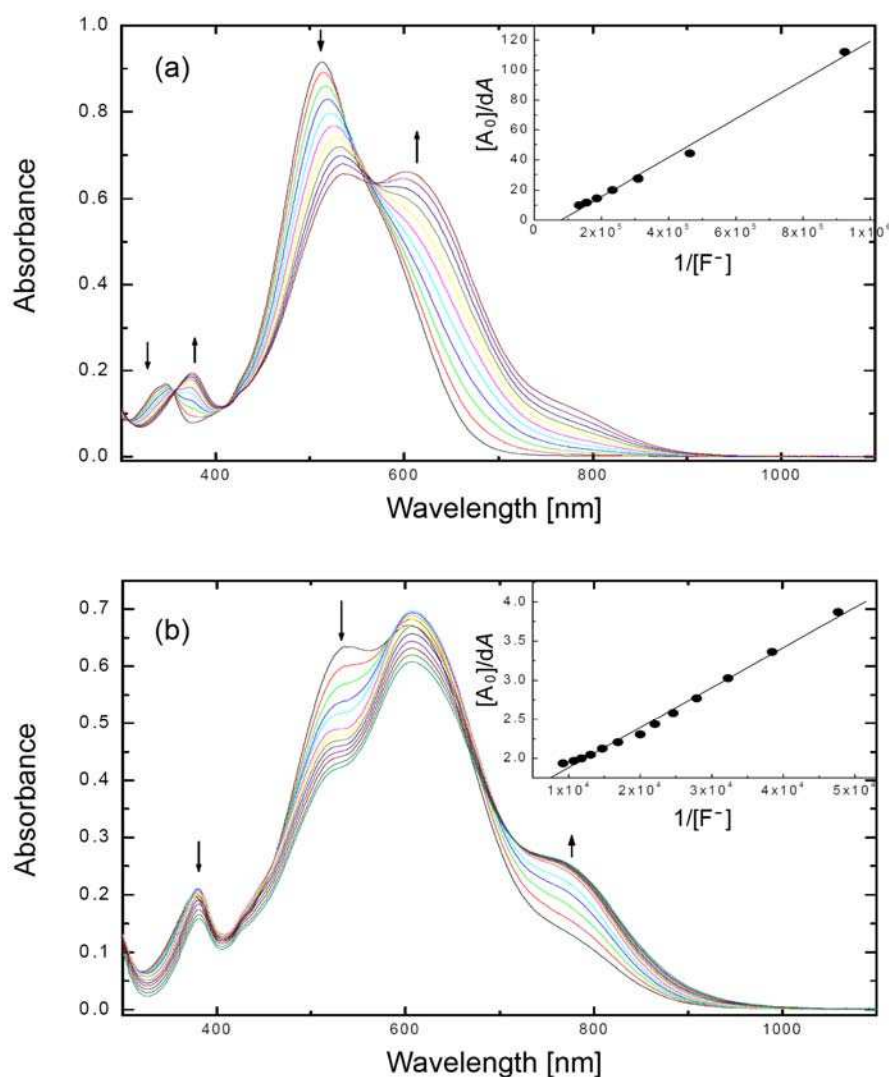 (a)
1.0
0.8
0.6
0.4
0.2
0.0
Absorbance
400
600
800
1000
Wavelength [nm]
120
100
80
60
40
20
0
[A₀]/dA
0
2x10⁵
4x10⁵
6x10⁵
8x10⁵
1x10⁶
1/[F⁻]
(b)
0.7
0.6
0.5
0.4
0.3
0.2
0.1
0.0
Absorbance
400
600
800
1000
Wavelength [nm]
4.0
3.5
3.0
2.5
2.0
[A₀]/dA
1x10⁴
2x10⁴
3x10⁴
4x10⁴
5x10⁴
1/[F⁻]